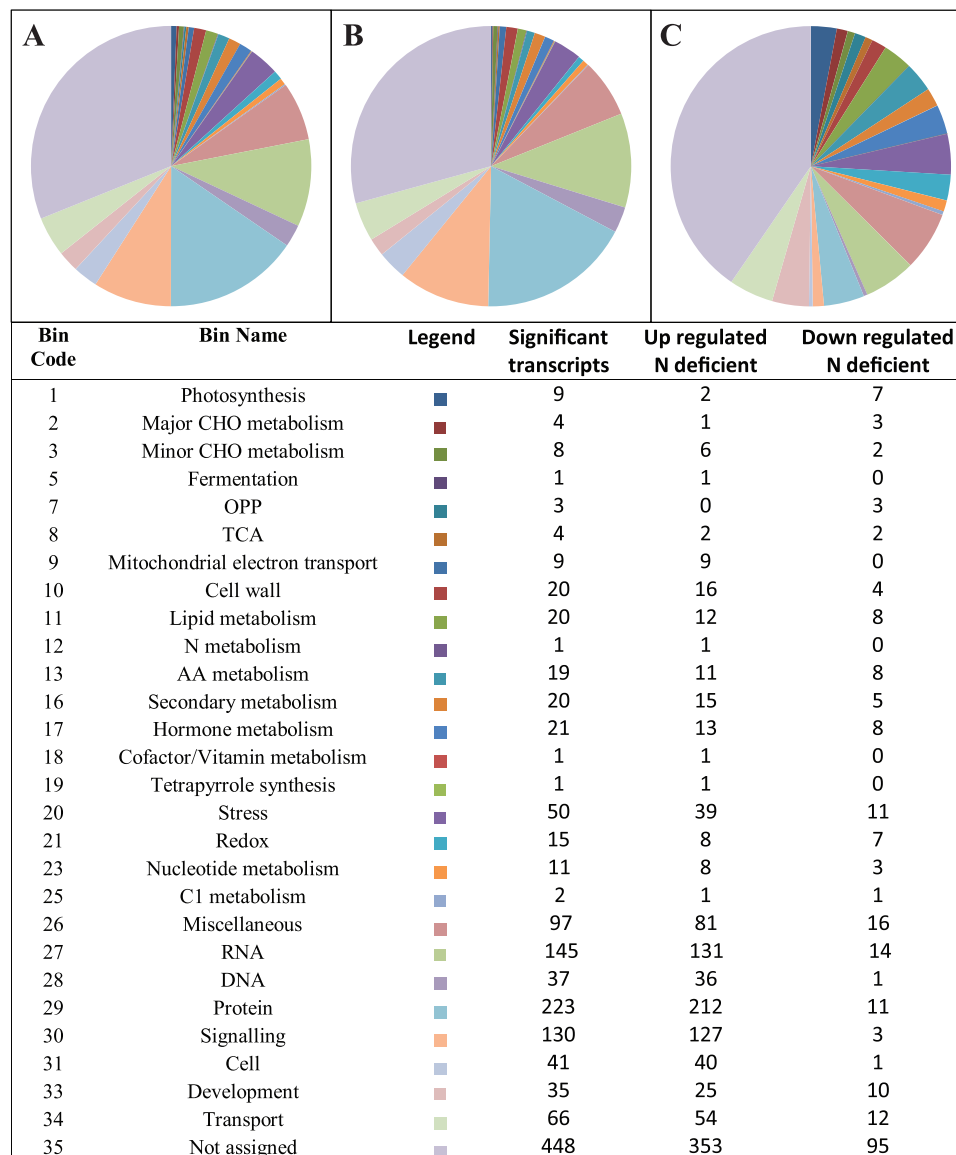 A B C
Bin Code Bin Name Legend Significant transcripts Up regulated N deficient Down regulated N deficient
1 Photosynthesis 9 2 7
2 Major CHO metabolism 4 1 3
3 Minor CHO metabolism 8 6 2
5 Fermentation 1 1 0
7 OPP 3 0 3
8 TCA 4 2 2
9 Mitochondrial electron transport 9 9 0
10 Cell wall 20 16 4
11 Lipid metabolism 20 12 8
12 N metabolism 1 1 0
13 AA metabolism 19 11 8
16 Secondary metabolism 20 15 5
17 Hormone metabolism 21 13 8
18 Cofactor/Vitamin metabolism 1 1 0
19 Tetapyrrole synthesis 1 1 0
20 Stress 50 39 11
21 Redox 15 8 7
23 Nucleotide metabolism 11 8 3
25 C1 metabolism 2 1 1
26 Miscellaneous 97 81 16
27 RNA 145 131 14
28 DNA 37 36 1
29 Protein 223 212 11
30 Signalling 130 127 3
31 Cell 41 40 1
33 Development 35 25 10
34 Transport 66 54 12
35 Not assigned 448 353 95